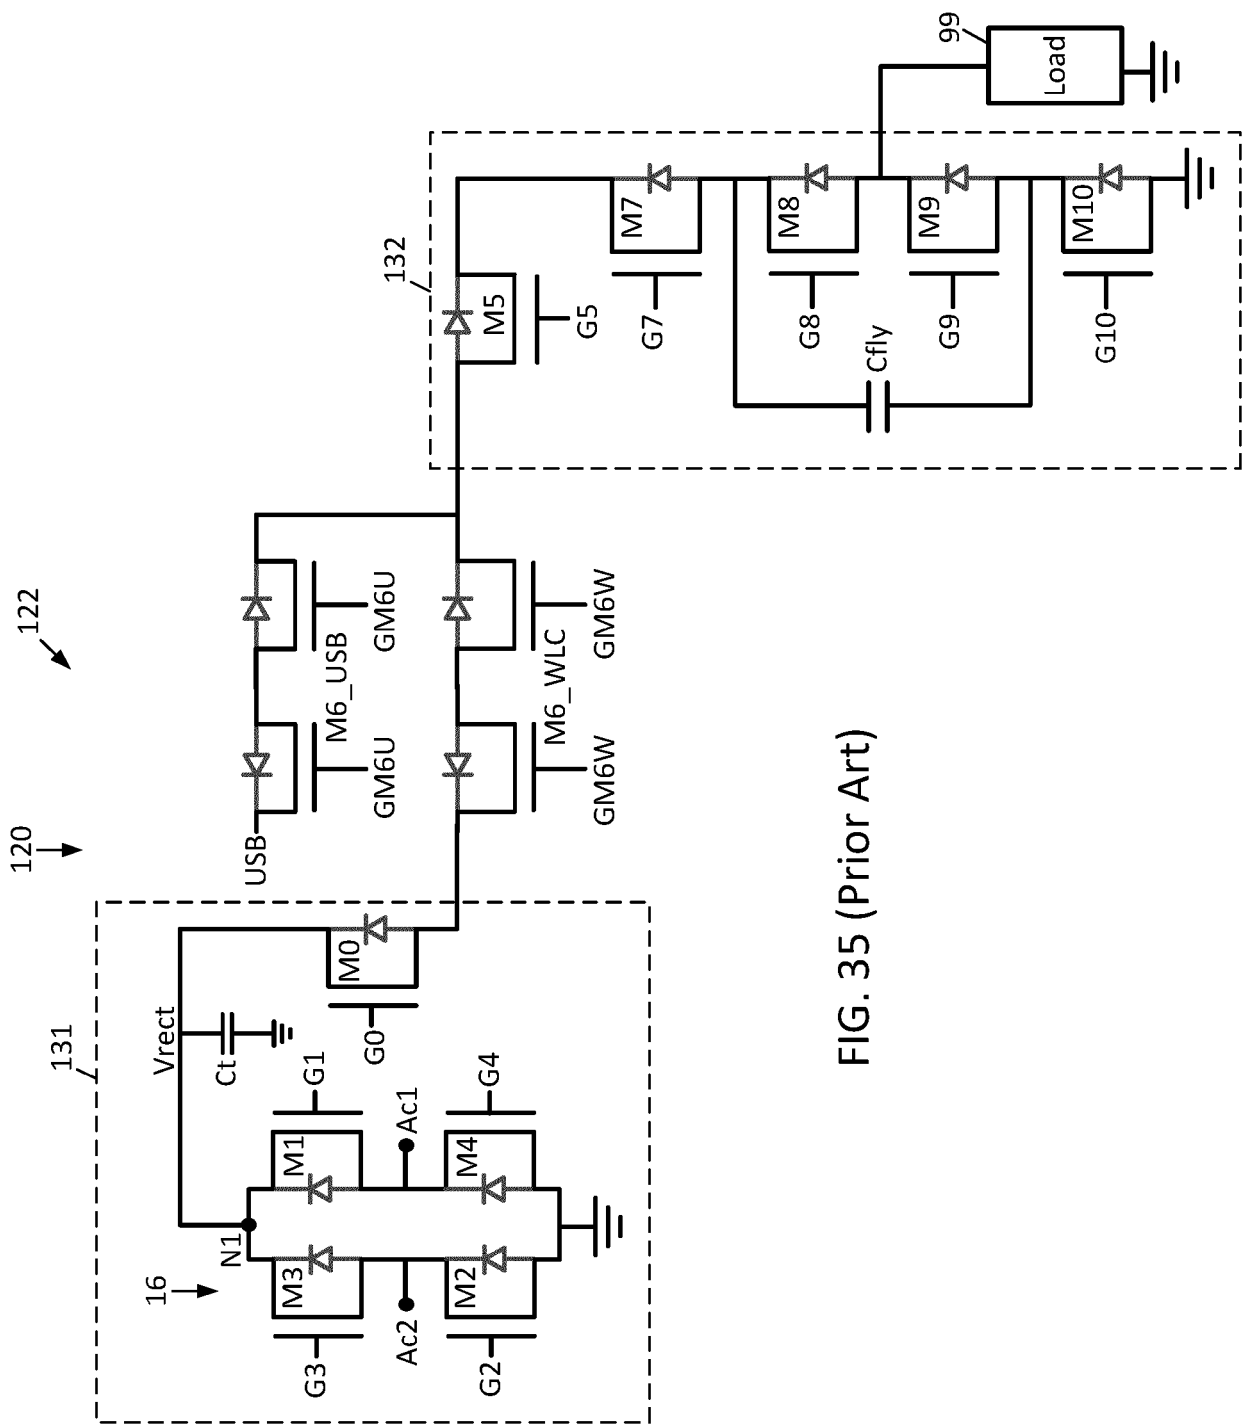 120
122
131
16
N1
Vrect
Ct
M3
G3
M1
G1
Ac2
Ac1
M2
G2
M4
G4
M0
G0
USB
GM6U
M6_USB
GM6U
GM6W
M6_WLC
GM6W
132
M5
G5
M7
G7
M8
G8
M9
G9
M10
G10
Cfly
99
Load
FIG. 35 (Prior Art)